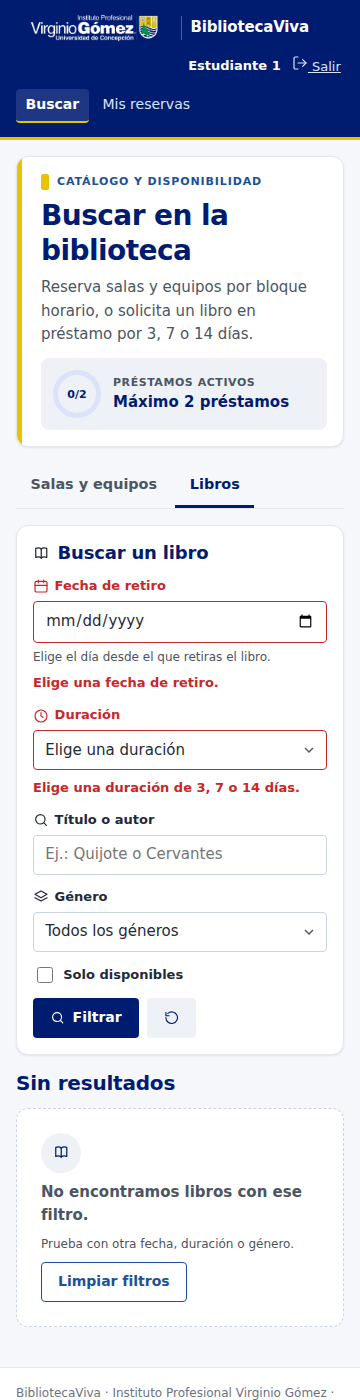 Instituto Profesional
VirginioGómez
Universidad de Concepción
BibliotecaViva
Estudiante 1 Salir
Buscar Mis reservas
CATÁLOGO Y DISPONIBILIDAD
Buscar en la
biblioteca
Reserva salas y equipos por bloque
horario, o solicita un libro en
préstamo por 3, 7 o 14 días.
0/2
PRÉSTAMOS ACTIVOS
Máximo 2 préstamos
Salas y equipos Libros
Buscar un libro
Fecha de retiro
mm/dd/yyyy
Elige el día desde el que retiras el libro.
Elige una fecha de retiro.
Duración
Elige una duración
Elige una duración de 3, 7 o 14 días.
Título o autor
Ej.: Quijote o Cervantes
Género
Todos los géneros
Solo disponibles
Filtrar
Sin resultados
No encontramos libros con ese
filtro.
Prueba con otra fecha, duración o género.
Limpiar filtros
BibliotecaViva · Instituto Profesional Virginio Gómez ·